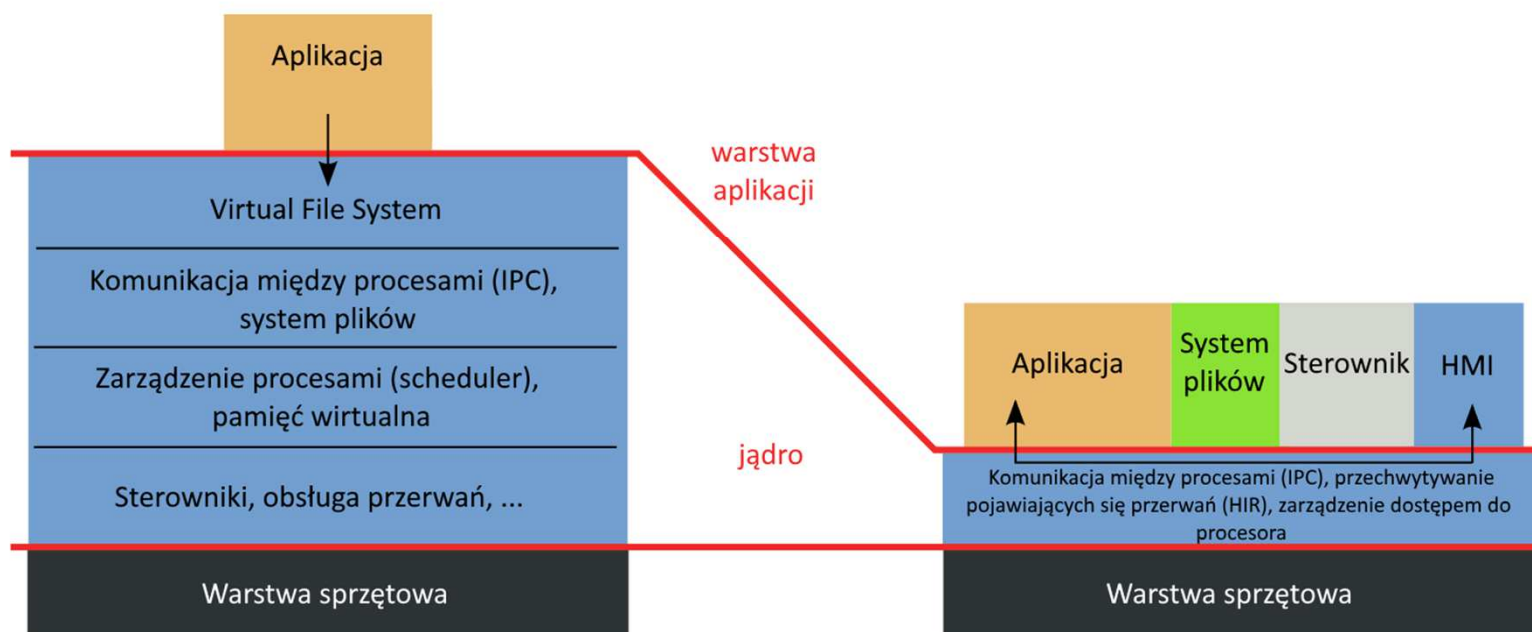 Aplikacja
Virtual File System
Komunikacja między procesami (IPC),
system plików
Zarządzenie procesami (scheduler),
pamięć wirtualna
Sterowniki, obsługa przerwań, ...
Warstwa sprzętowa
warstwa
aplikacji
jądro
Aplikacja
System
plików
Sterownik
HMI
Komunikacja między procesami (IPC), przechwytywanie
pojawiających się przerwań (HIR), zarządzenie dostępem do
procesora
Warstwa sprzętowa